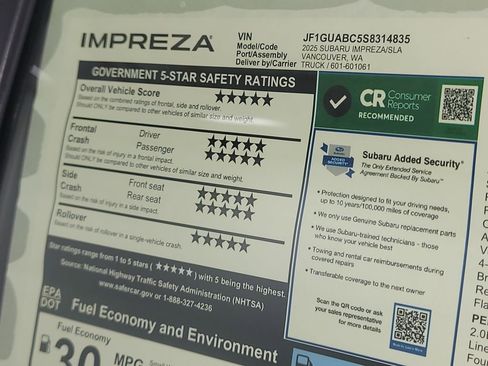 IMPREZA
VIN JF1GUABC5S8314835
Model/Code 2025 SUBARU IMPREZA/SLA
Port/Assembly VANCOUVER, WA
Deliver by/Carrier TRUCK / 601-601061
GOVERNMENT 5-STAR SAFETY RATINGS
Overall Vehicle Score ★★★★★
Based on the combined ratings of frontal, side and rollover.
Should ONLY be compared to other vehicles of similar size and weight.
Frontal Driver ★★★★★
Crash Passenger ★★★★★
Based on the risk of injury in a frontal impact.
Should ONLY be compared to other vehicles of similar size and weight.
Side Front seat ★★★★★
Crash Rear seat ★★★★★
Based on the risk of injury in a side impact.
Rollover ★★★★★
Based on the risk of rollover in a single-vehicle crash.
Star ratings range from 1 to 5 stars (★★★★★) with 5 being the highest.
Source: National Highway Traffic Safety Administration (NHTSA)
www.safercar.gov or 1-888-327-4236
EPA
DOT
Fuel Economy and Environment
Fuel Economy
30 MPG
CR Consumer
Reports
RECOMMENDED
SUBARU
ADDED
SECURITY
Subaru Added Security®
The Only Extended Service
Agreement Backed By Subaru™
• Protection designed to fit your driving needs,
up to 10 years/100,000 miles of coverage
• We only use Genuine Subaru replacement parts
• We use Subaru-trained technicians - those
who know your vehicle best
• Towing and rental car reimbursements during
covered repairs
• Transferable coverage to the next owner
Scan the QR code or ask
your sales representative
for more details